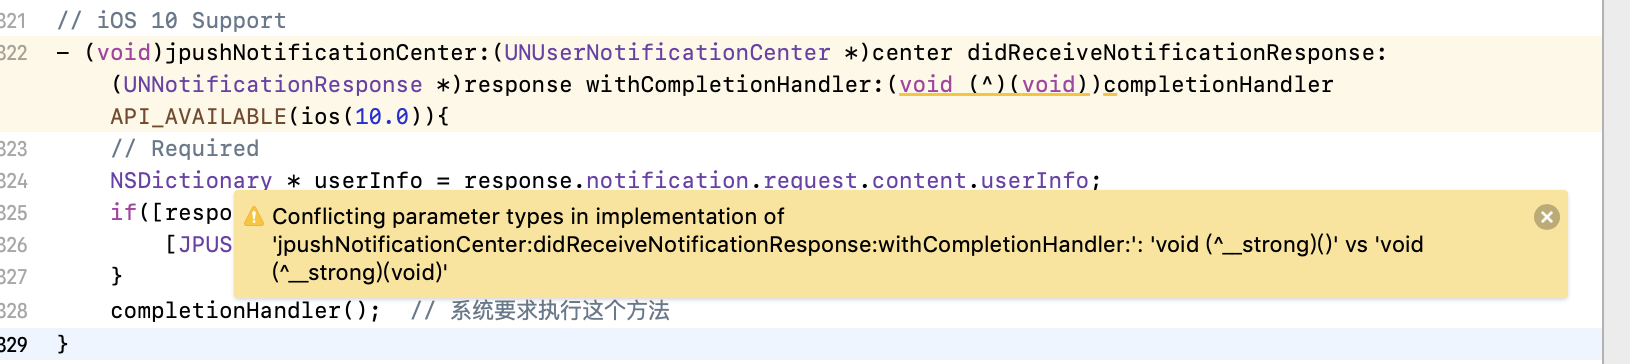 321 // iOS 10 Support
322 - (void)jpushNotificationCenter:(UNUserNotificationCenter *)center didReceiveNotificationResponse:
(UNNotificationResponse *)response withCompletionHandler:(void (^)(void))completionHandler
API_AVAILABLE(ios(10.0)){
323 // Required
324 NSDictionary * userInfo = response.notification.request.content.userInfo;
325 if([respo
326 [JPUS
327 }
Conflicting parameter types in implementation of
'jpushNotificationCenter:didReceiveNotificationResponse:withCompletionHandler:': 'void (^__strong)()' vs 'void
(^__strong)(void)'
328 completionHandler(); // 系统要求执行这个方法
329 }